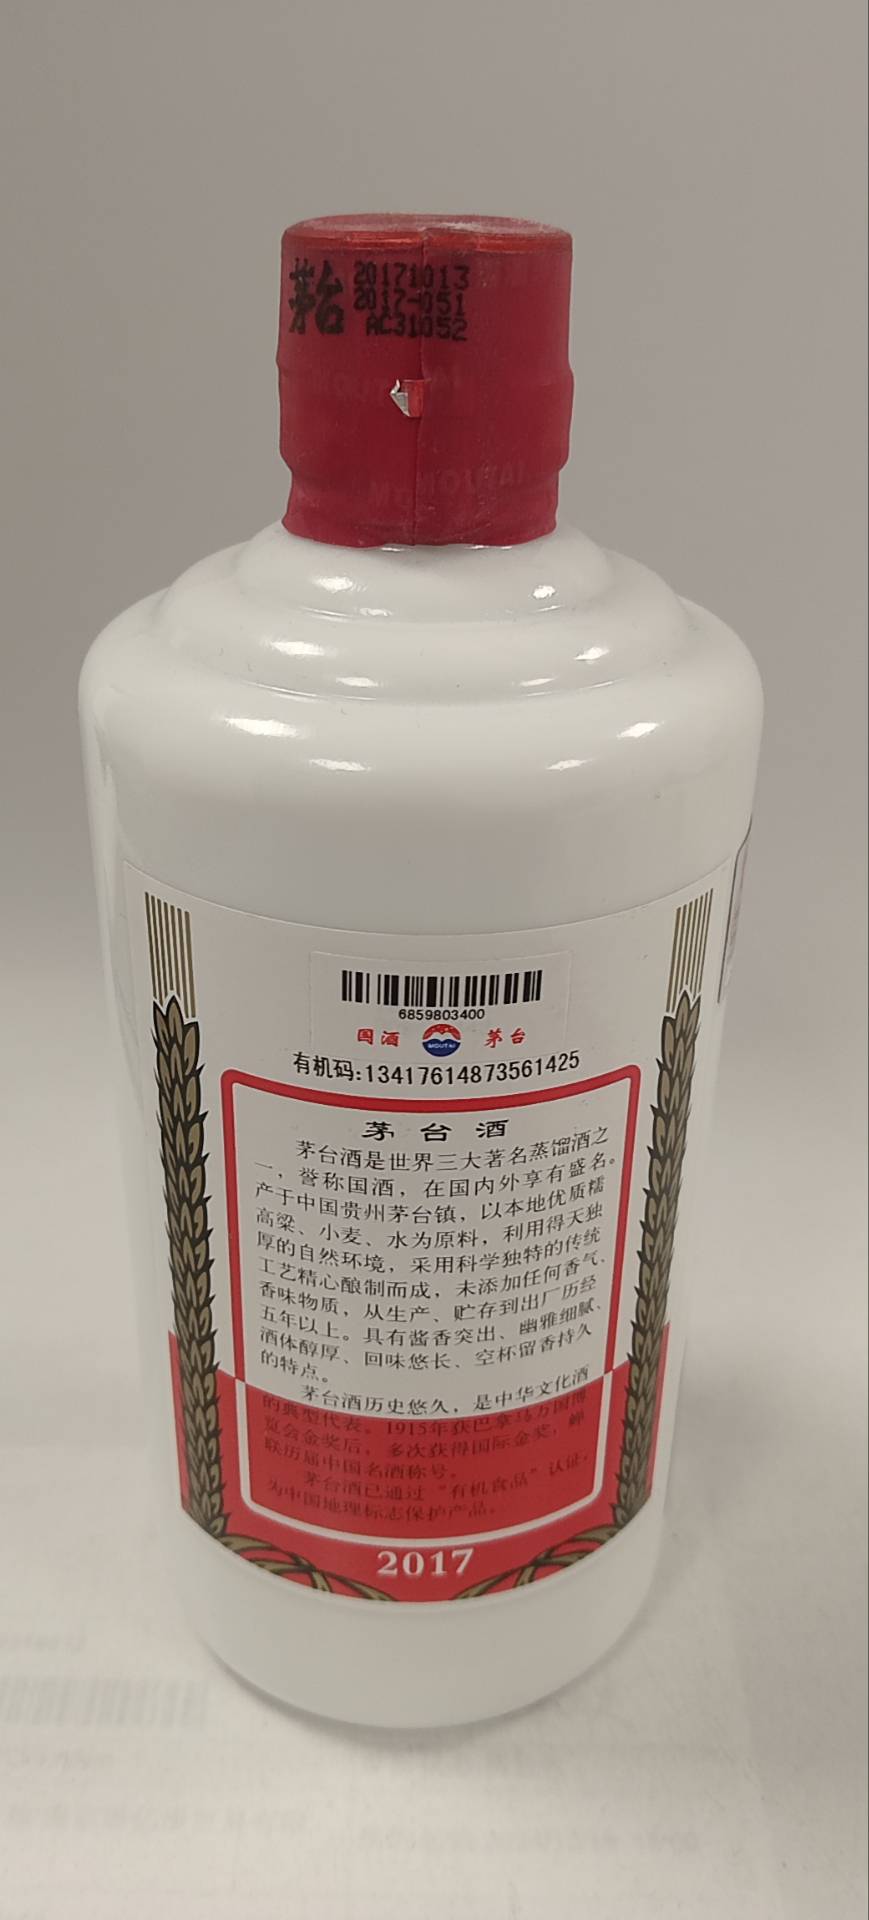 茅台
20171013
2017-051
AC31052
MOUTAI
6859803400
国酒 MOUTAI 茅台
有机码:13417614873561425
茅台酒
茅台酒是世界三大著名蒸馏酒之
一，誉称国酒，在国内外享有盛名。
产于中国贵州茅台镇，以本地优质糯
高粱、小麦、水为原料，利用得天独
厚的自然环境，采用科学独特的传统
工艺精心酿制而成，未添加任何香气、
香味物质，从生产、贮存到出厂历经
五年以上。具有酱香突出、幽雅细腻、
酒体醇厚、回味悠长、空杯留香持久
的特点。
茅台酒历史悠久，是中华文化酒
的典型代表。1915年获巴拿马万国博
览会金奖后，多次获得国际金奖，蝉
联历届中国名酒称号。
茅台酒已通过“有机食品”认证，
为中国地理标志保护产品。
2017